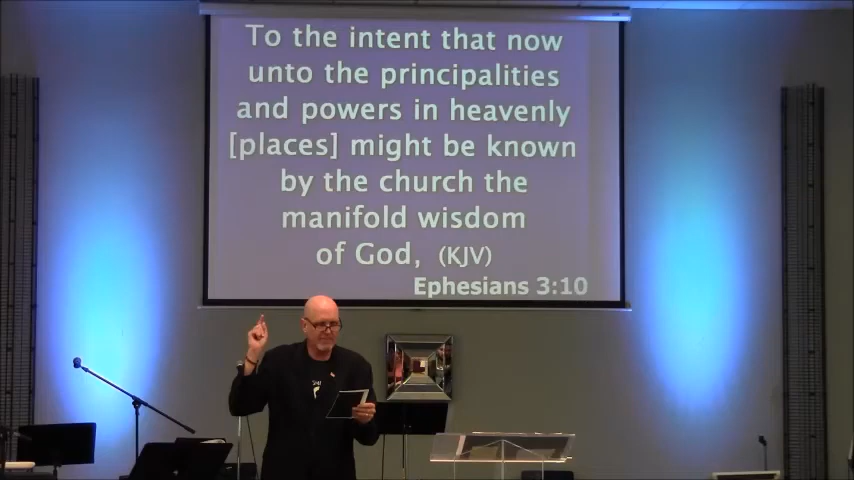 To the intent that now
unto the principalities
and powers in heavenly
[places] might be known
by the church the
manifold wisdom
of God, (KJV)
Ephesians 3:10